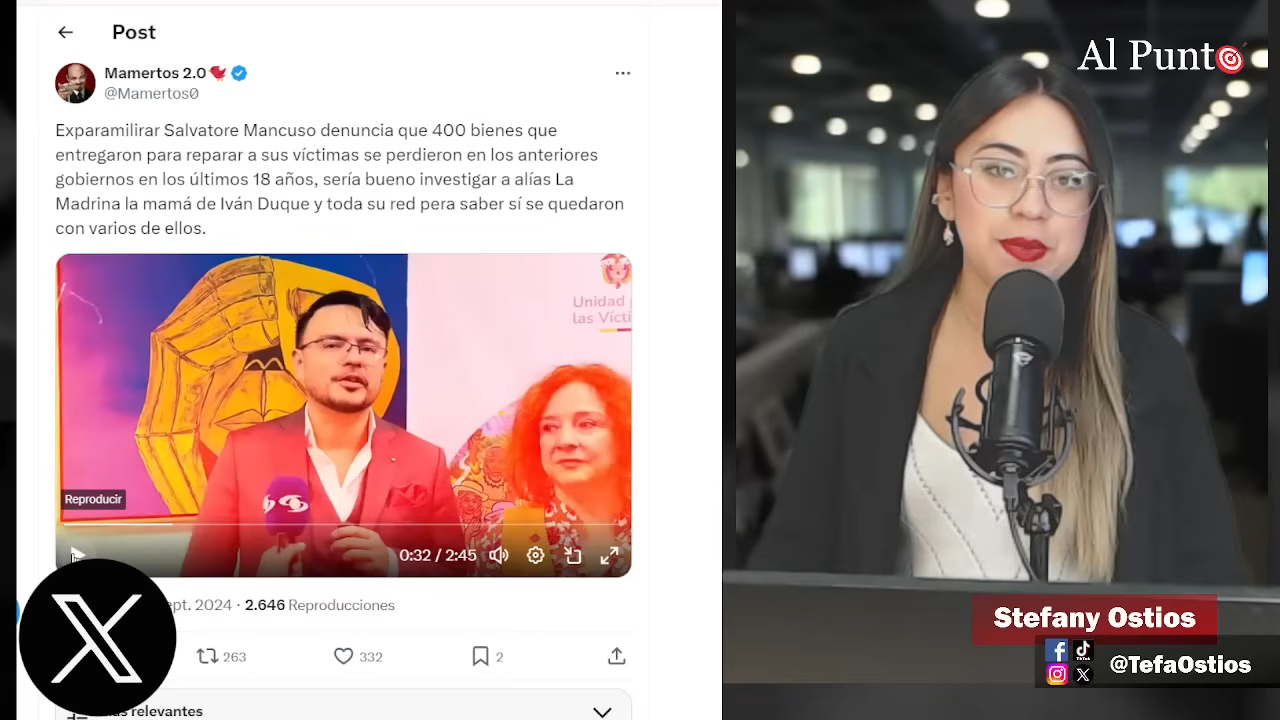 Post
Mamertos 2.0
@Mamertos0
Exparamilirar Salvatore Mancuso denuncia que 400 bienes que
entregaron para reparar a sus víctimas se perdieron en los anteriores
gobiernos en los últimos 18 años, sería bueno investigar a alías La
Madrina la mamá de Iván Duque y toda su red pera saber sí se quedaron
con varios de ellos.
Unidad
las Vícti
Reproducir
0:32 / 2:45
ept. 2024 · 2.646 Reproducciones
263
332
2
relevantes
Al Punto
Stefany Ostios
@TefaOstios